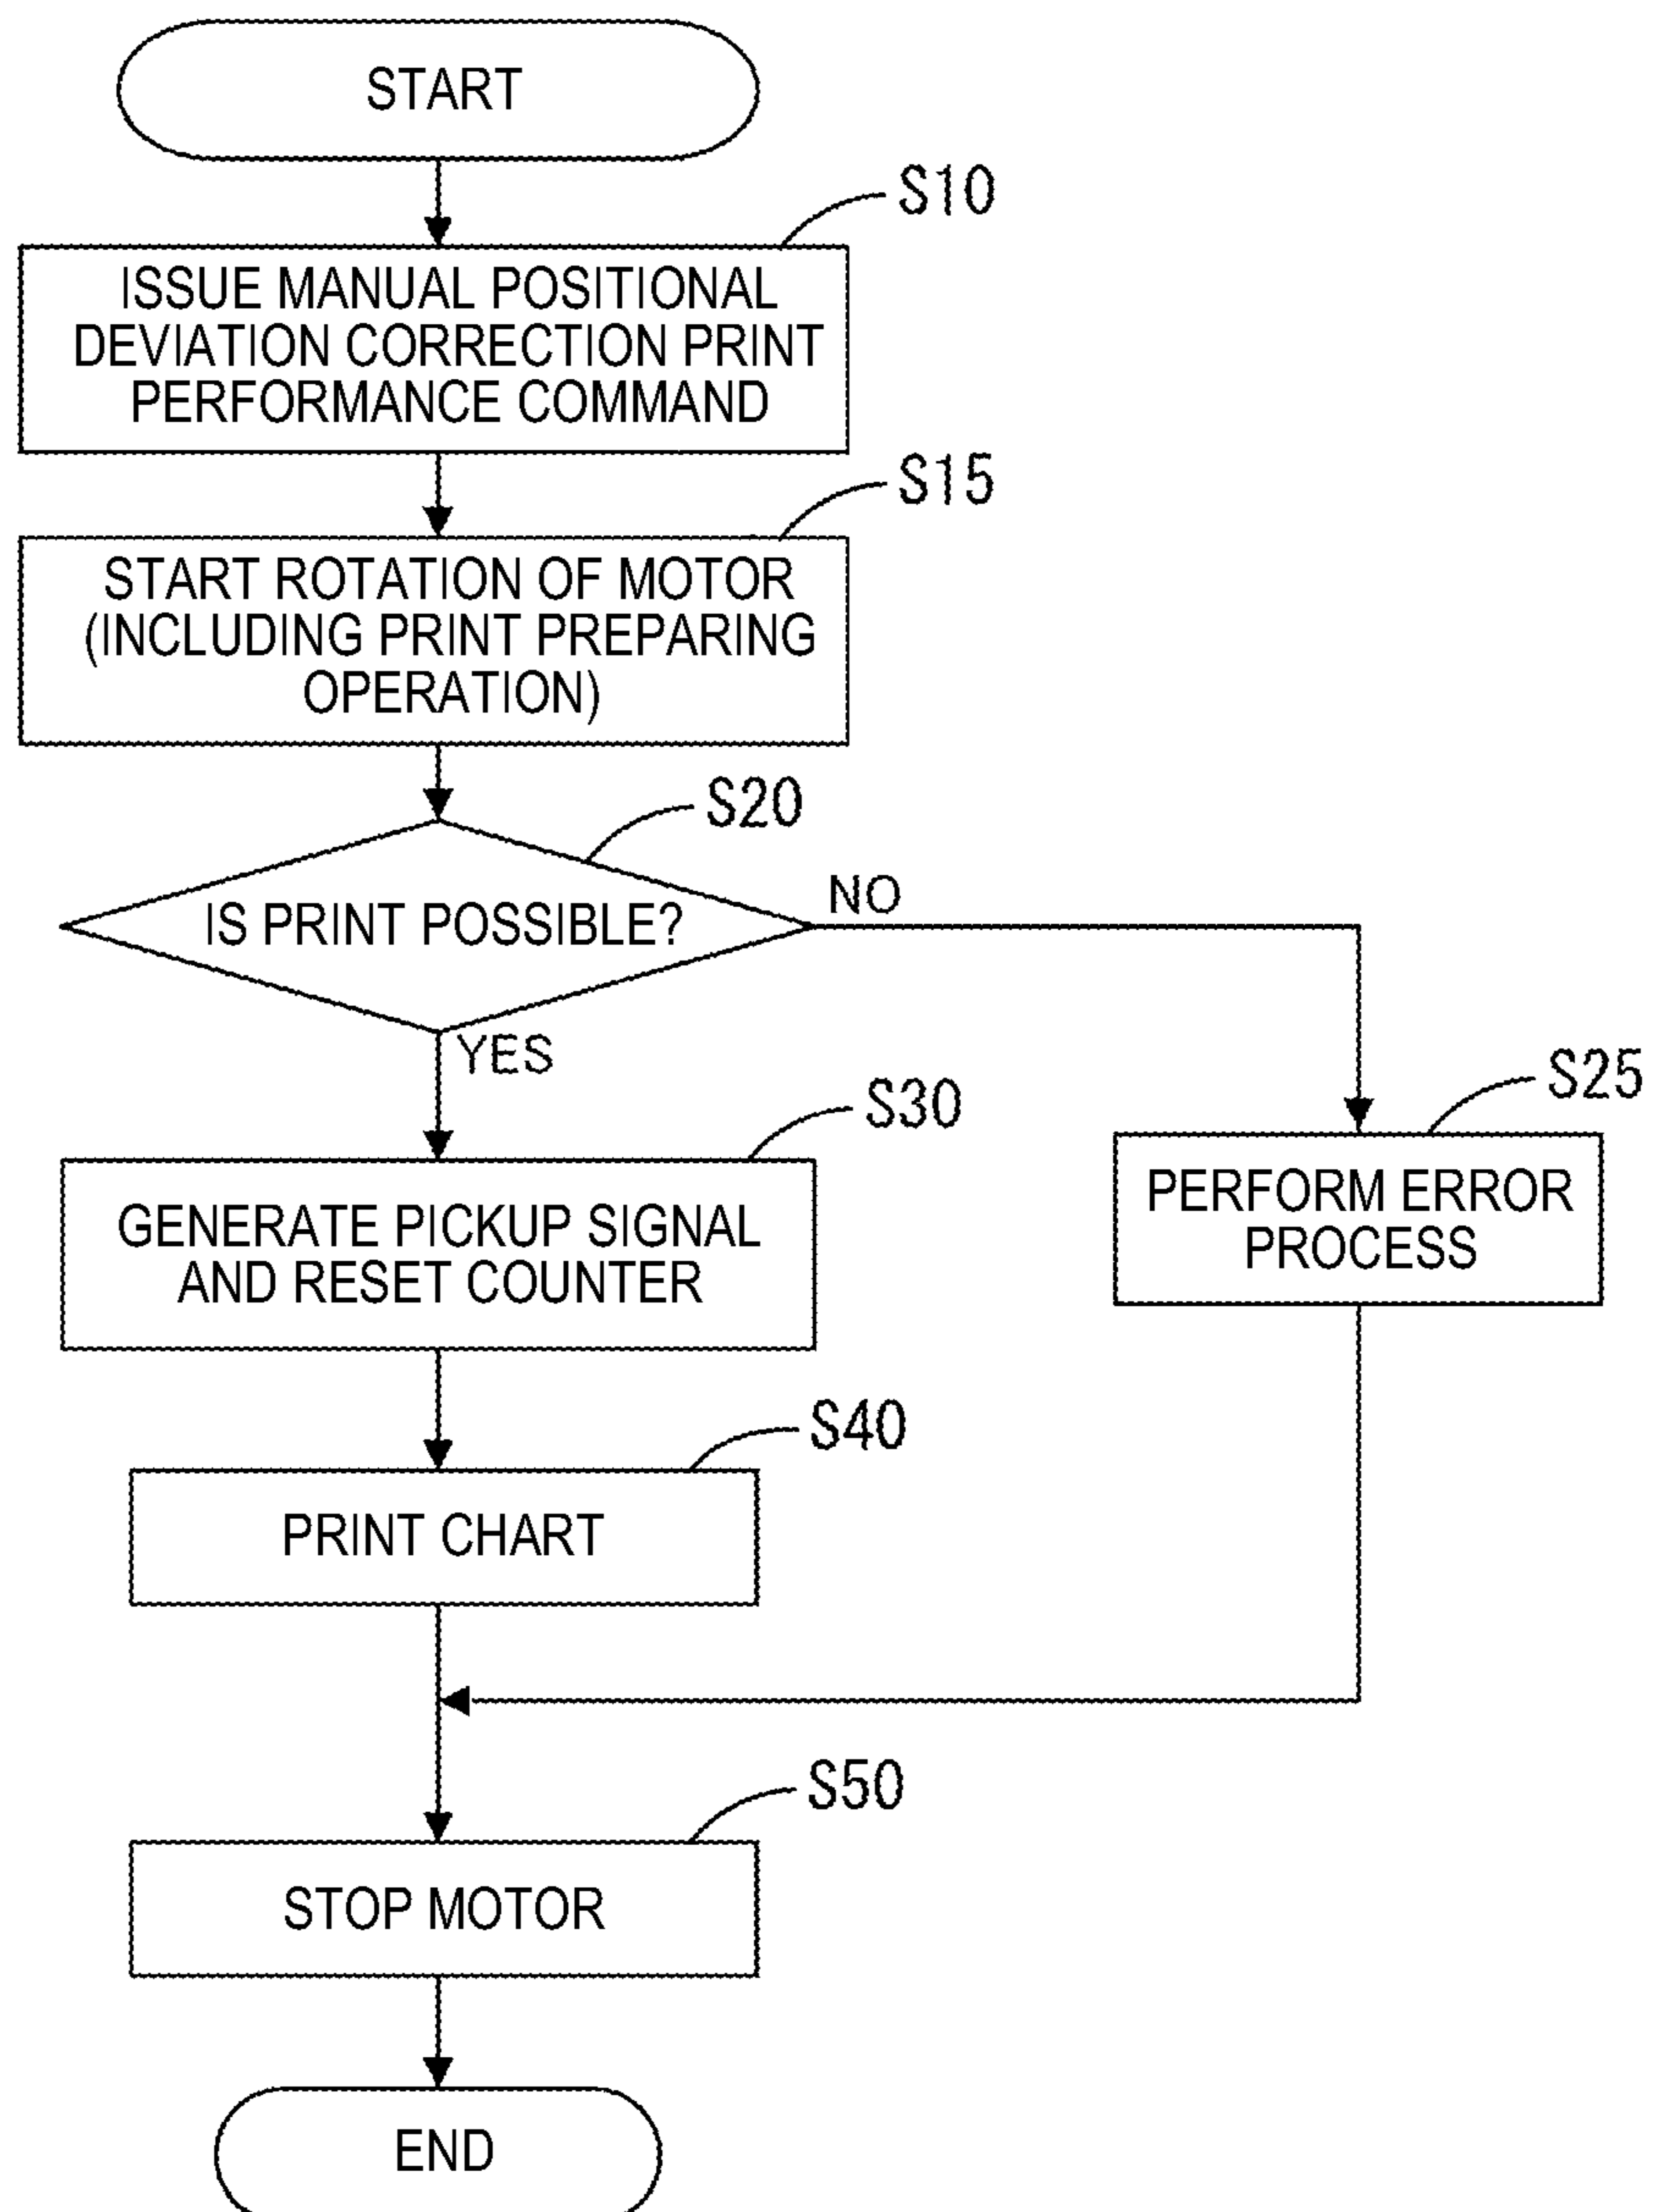 START
S10
ISSUE MANUAL POSITIONAL
DEVIATION CORRECTION PRINT
PERFORMANCE COMMAND
S15
START ROTATION OF MOTOR
(INCLUDING PRINT PREPARING
OPERATION)
S20
IS PRINT POSSIBLE?
NO
YES
S30
GENERATE PICKUP SIGNAL
AND RESET COUNTER
S25
PERFORM ERROR
PROCESS
S40
PRINT CHART
S50
STOP MOTOR
END